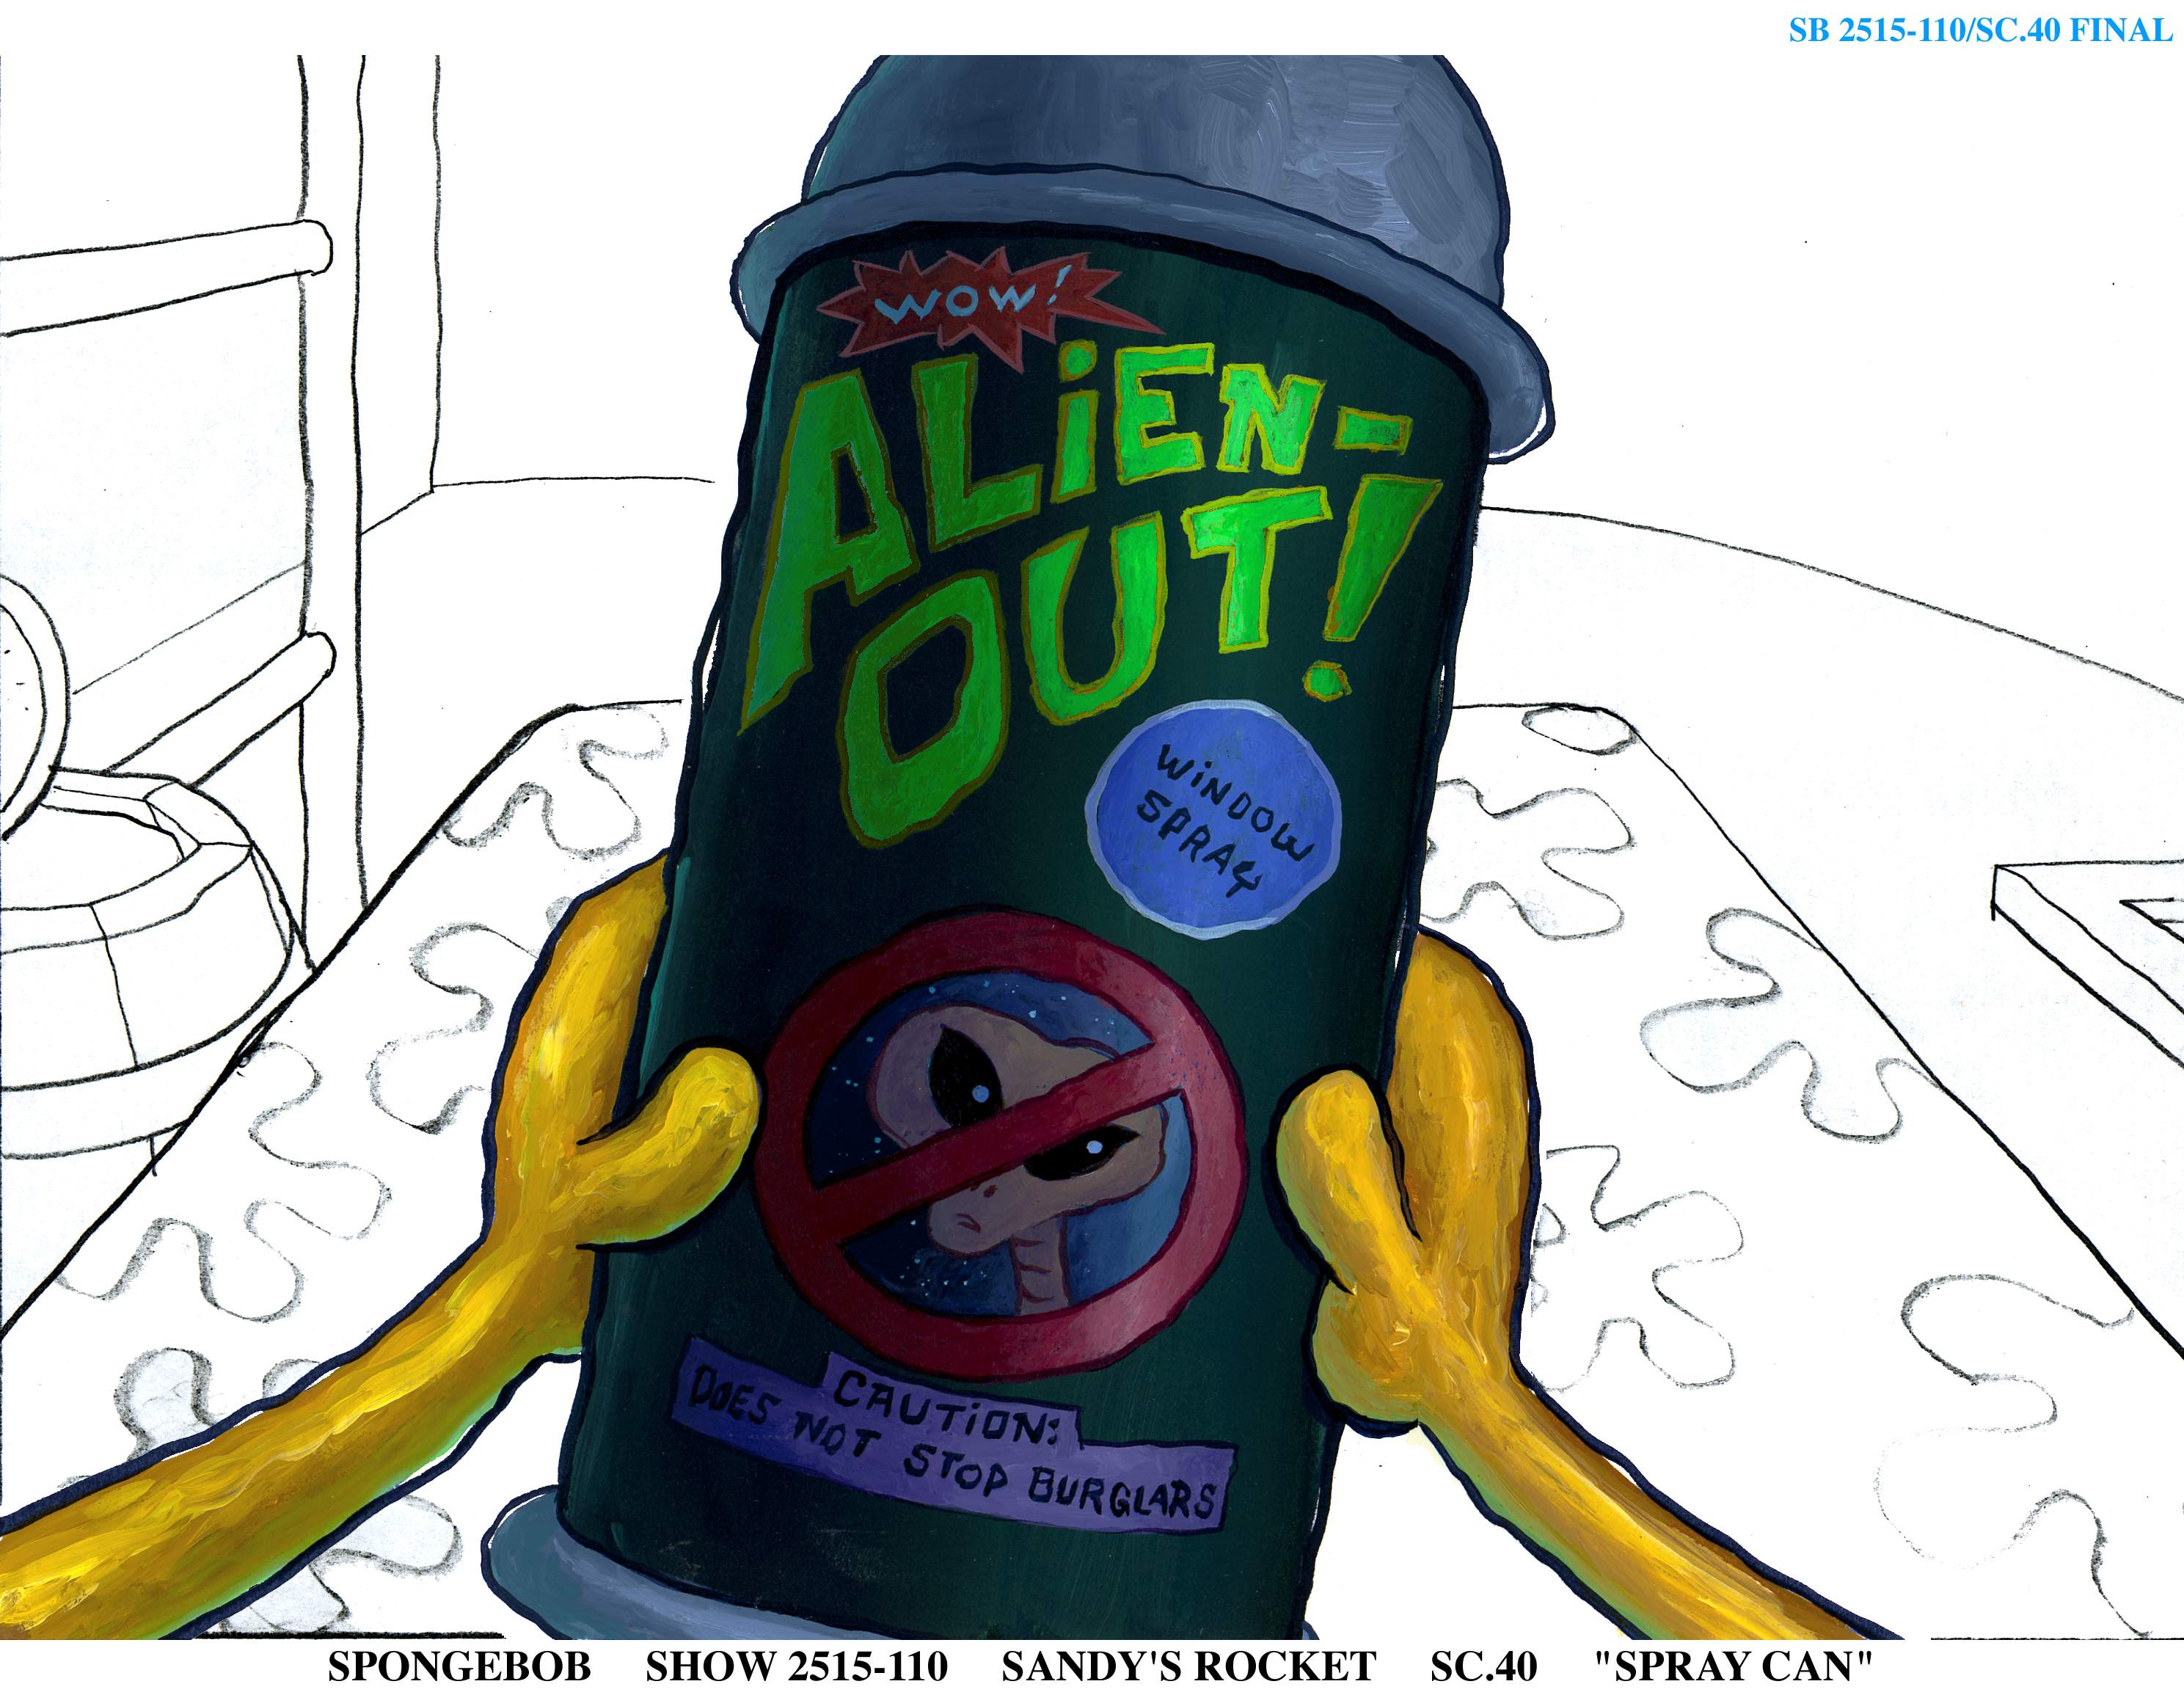 SB 2515-110/SC.40 FINAL
WOW!
ALiEN-
OUT!
WiNDOW
SPRAY
CAUTiON:
DOES NOT STOP BURGLARS
SPONGEBOB SHOW 2515-110 SANDY'S ROCKET SC.40 "SPRAY CAN"